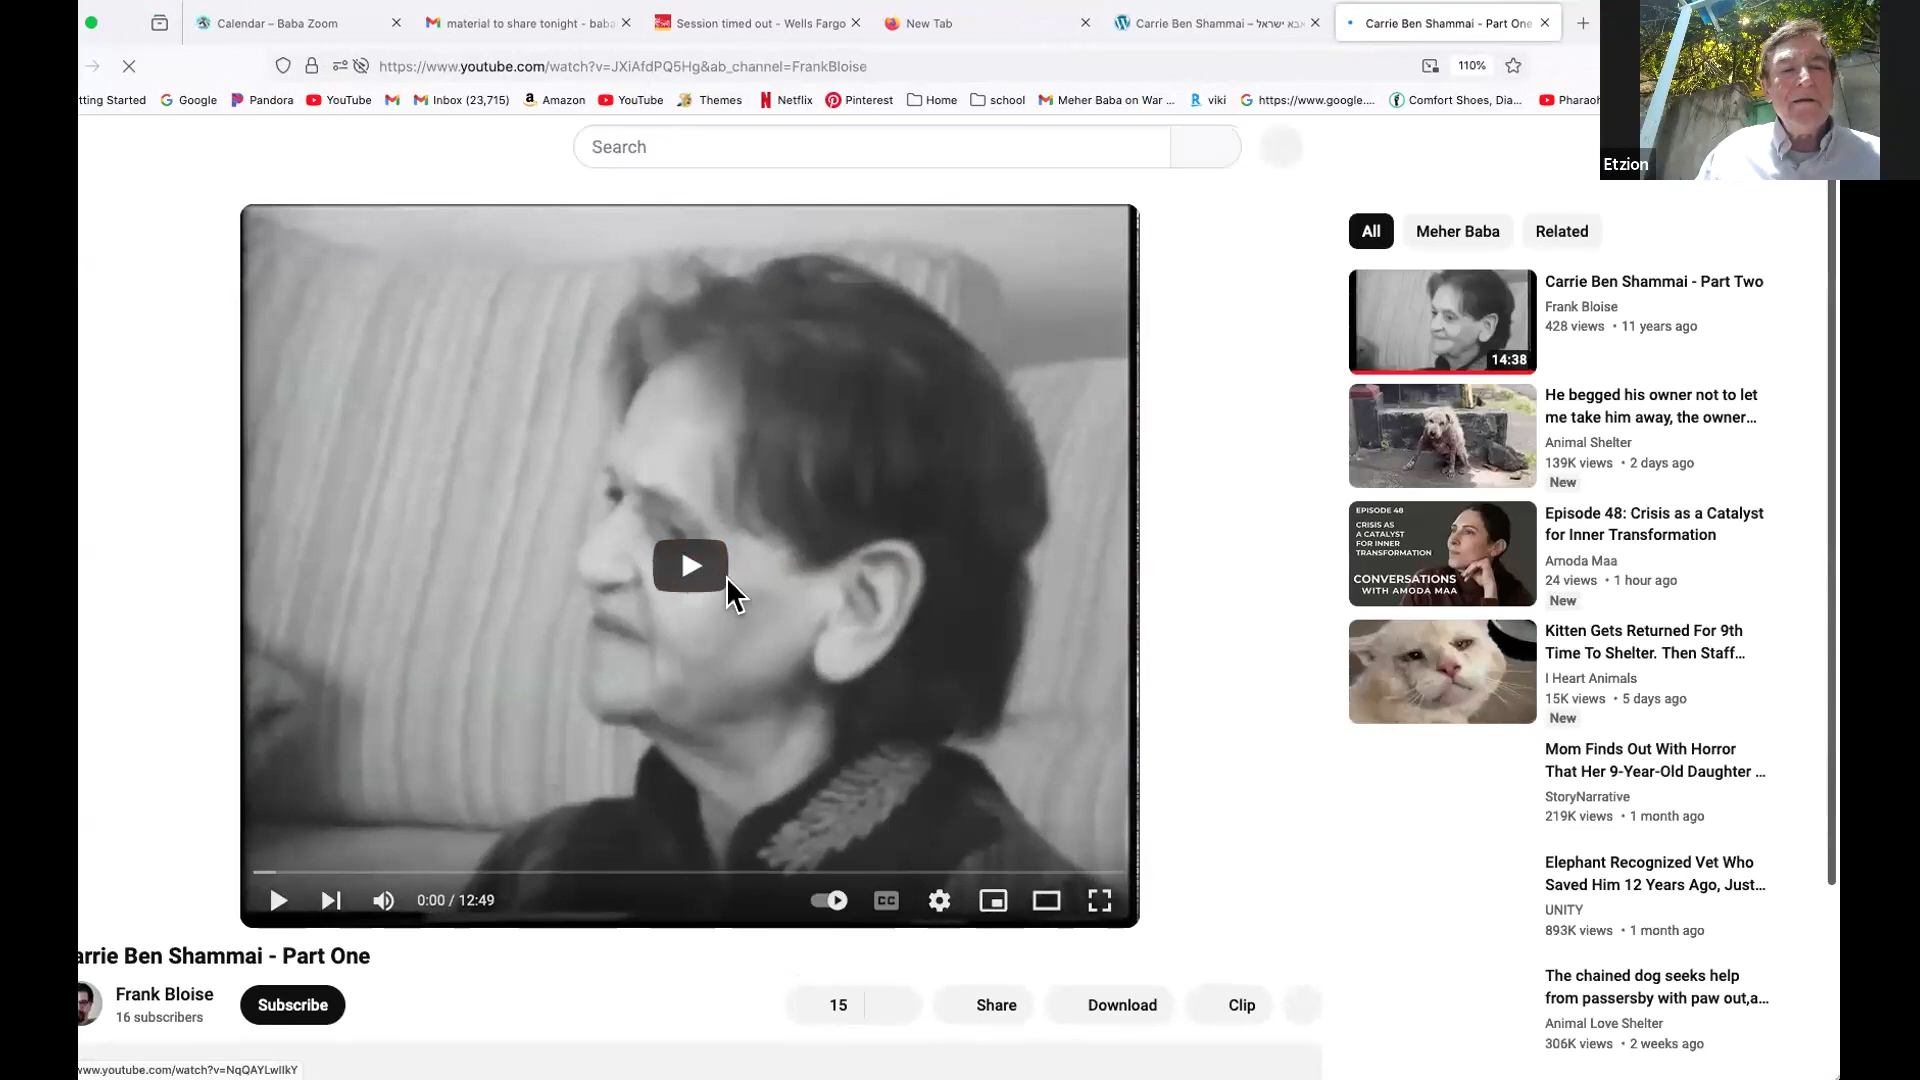 Calendar – Baba Zoom
material to share tonight - baba
Session timed out - Wells Fargo
New Tab
Carrie Ben Shammai – אבא ישראל
Carrie Ben Shammai - Part One
https://www.youtube.com/watch?v=JXiAfdPQ5Hg&ab_channel=FrankBloise
110%
tting Started
Google
Pandora
YouTube
Inbox (23,715)
Amazon
YouTube
Themes
Netflix
Pinterest
Home
school
Meher Baba on War ...
viki
https://www.google....
Comfort Shoes, Dia...
Pharaoh
Etzion
Search
All
Meher Baba
Related
Carrie Ben Shammai - Part Two
Frank Bloise
428 views • 11 years ago
14:38
He begged his owner not to let
me take him away, the owner...
Animal Shelter
139K views • 2 days ago
New
EPISODE 48
CRISIS AS
A CATALYST
FOR INNER
TRANSFORMATION
CONVERSATIONS
WITH AMODA MAA
Episode 48: Crisis as a Catalyst
for Inner Transformation
Amoda Maa
24 views • 1 hour ago
New
Kitten Gets Returned For 9th
Time To Shelter. Then Staff...
I Heart Animals
15K views • 5 days ago
New
Mom Finds Out With Horror
That Her 9-Year-Old Daughter ...
StoryNarrative
219K views • 1 month ago
Elephant Recognized Vet Who
Saved Him 12 Years Ago, Just...
UNITY
893K views • 1 month ago
The chained dog seeks help
from passersby with paw out,a...
Animal Love Shelter
306K views • 2 weeks ago
0:00 / 12:49
CC
arrie Ben Shammai - Part One
Frank Bloise
16 subscribers
Subscribe
15
Share
Download
Clip
www.youtube.com/watch?v=NqQAYLwIlkY